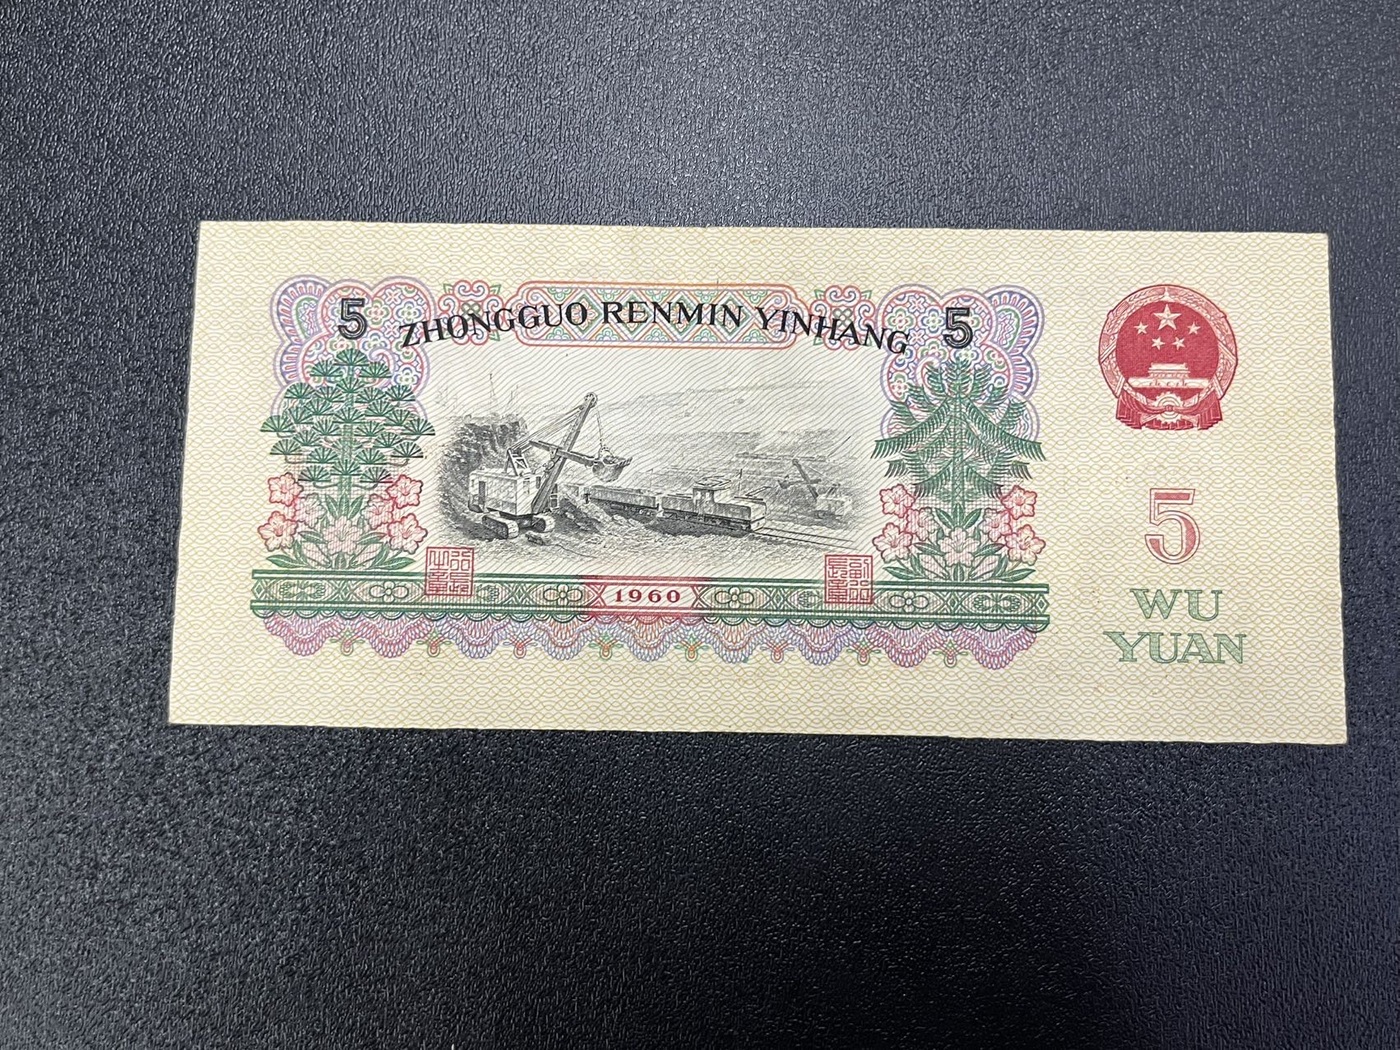 5 ZHONGGUO RENMIN YINHANG 5
1960
5
WU
YUAN